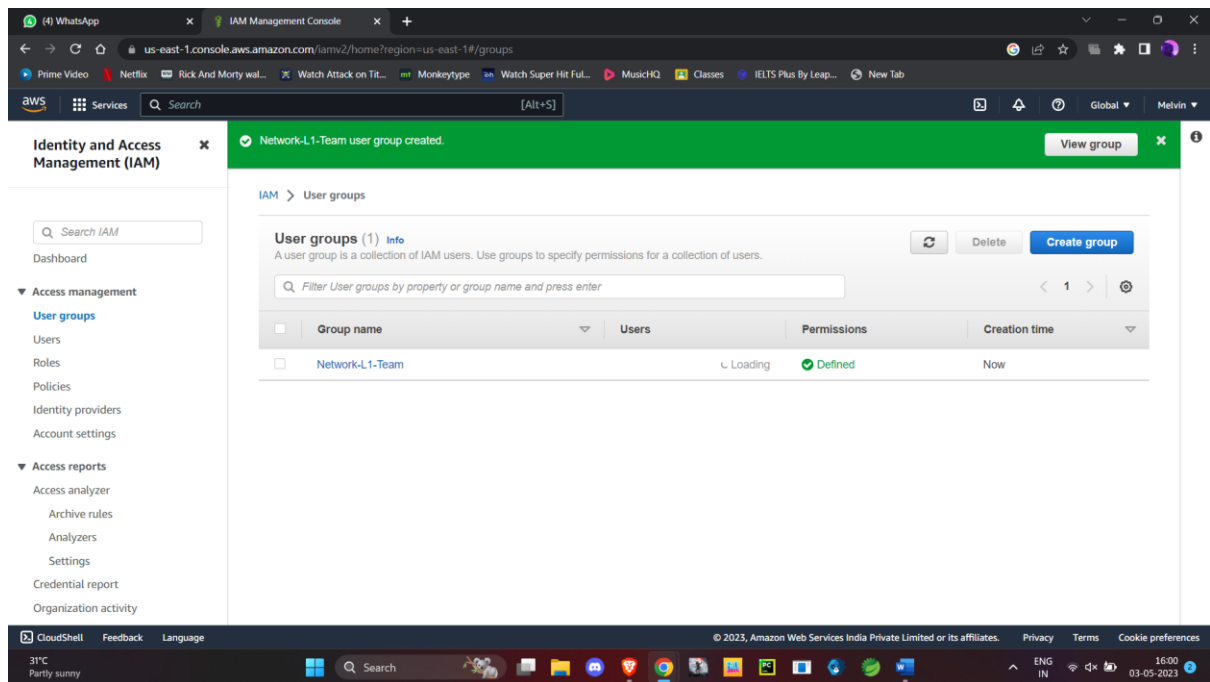 (4) WhatsApp
IAM Management Console
us-east-1.console.aws.amazon.com/iamv2/home?region=us-east-1#/groups
Prime Video
Netflix
Rick And Morty wal...
Watch Attack on Tit...
mt
Monkeytype
Watch Super Hit Ful...
MusicHQ
Classes
IELTS Plus By Leap...
New Tab
aws
Services
Search
[Alt+S]
Global
Melvin
Identity and Access
Management (IAM)
Search IAM
Dashboard
Access management
User groups
Users
Roles
Policies
Identity providers
Account settings
Access reports
Access analyzer
Archive rules
Analyzers
Settings
Credential report
Organization activity
Network-L1-Team user group created.
View group
IAM > User groups
User groups (1) Info
A user group is a collection of IAM users. Use groups to specify permissions for a collection of users.
Delete
Create group
Filter User groups by property or group name and press enter
1
Group name
Users
Permissions
Creation time
Network-L1-Team
Loading
Defined
Now
CloudShell
Feedback
Language
© 2023, Amazon Web Services India Private Limited or its affiliates.
Privacy
Terms
Cookie preferences
31°C
Partly sunny
Search
PC
W
ENG
IN
16:00
03-05-2023
2